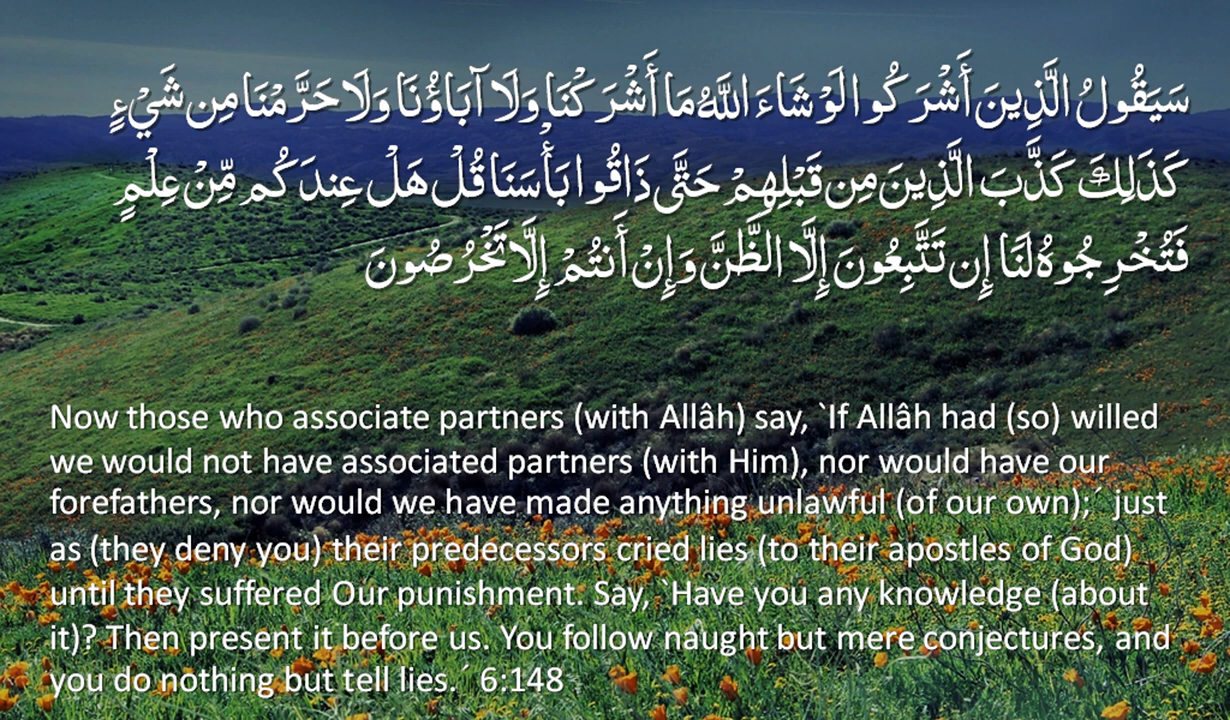 سَيَقُولُ الَّذِينَ أَشْرَكُوا لَوْ شَاءَ اللَّهُ مَا أَشْرَكْنَا وَلَا آبَاؤُنَا وَلَا حَرَّمْنَا مِن شَيْءٍ
كَذَٰلِكَ كَذَّبَ الَّذِينَ مِن قَبْلِهِمْ حَتَّىٰ ذَاقُوا بَأْسَنَا قُلْ هَلْ عِندَكُم مِّنْ عِلْمٍ
فَتُخْرِجُوهُ لَنَا إِن تَتَّبِعُونَ إِلَّا الظَّنَّ وَإِنْ أَنتُمْ إِلَّا تَخْرُصُونَ
Now those who associate partners (with Allâh) say, `If Allâh had (so) willed
we would not have associated partners (with Him), nor would have our
forefathers, nor would we have made anything unlawful (of our own);´ just
as (they deny you) their predecessors cried lies (to their apostles of God)
until they suffered Our punishment. Say, `Have you any knowledge (about
it)? Then present it before us. You follow naught but mere conjectures, and
you do nothing but tell lies.´ 6:148